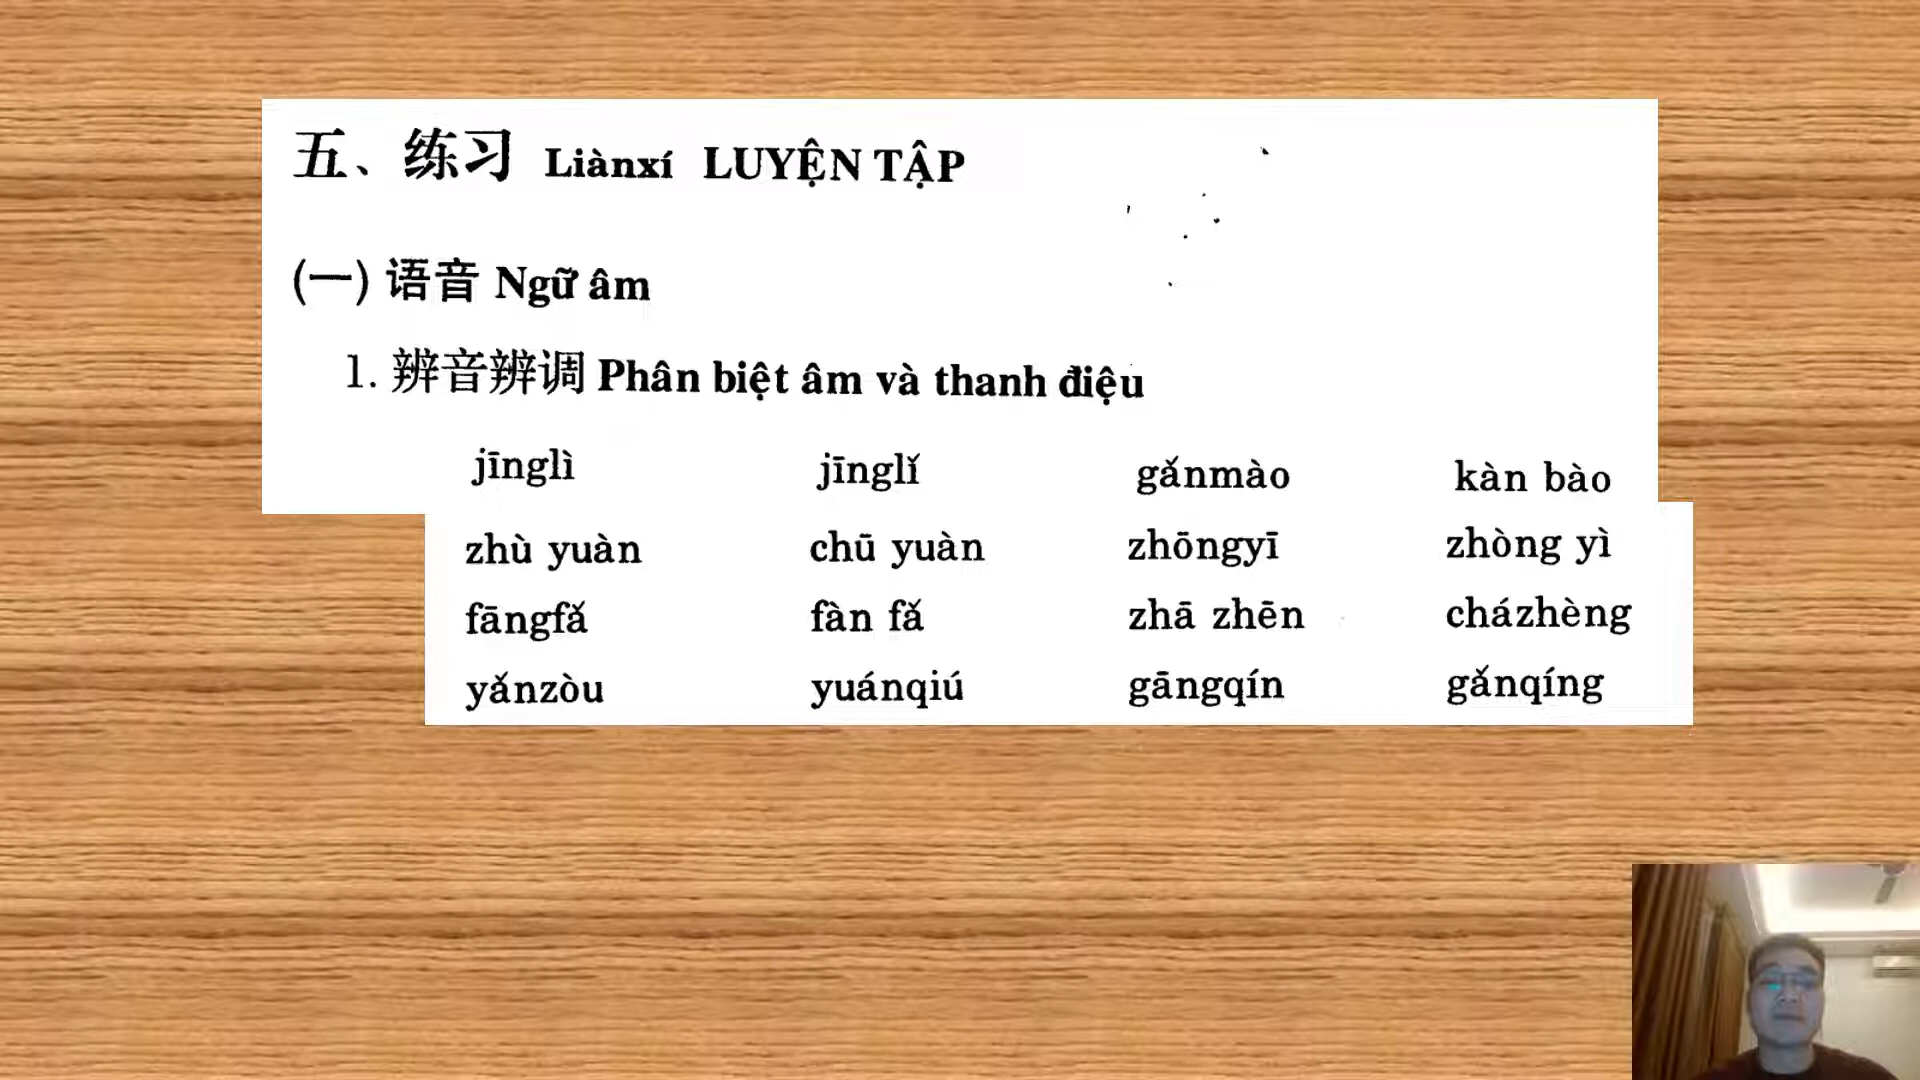 五、练习 Liànxí LUYỆN TẬP
(一) 语音 Ngữ âm
1. 辨音辨调 Phân biệt âm và thanh điệu
jīnglì jīnglǐ gǎnmào kàn bào
zhù yuàn chū yuàn zhōngyī zhòng yì
fāngfǎ fàn fǎ zhā zhēn cházhèng
yǎnzòu yuánqiú gāngqín gǎnqíng